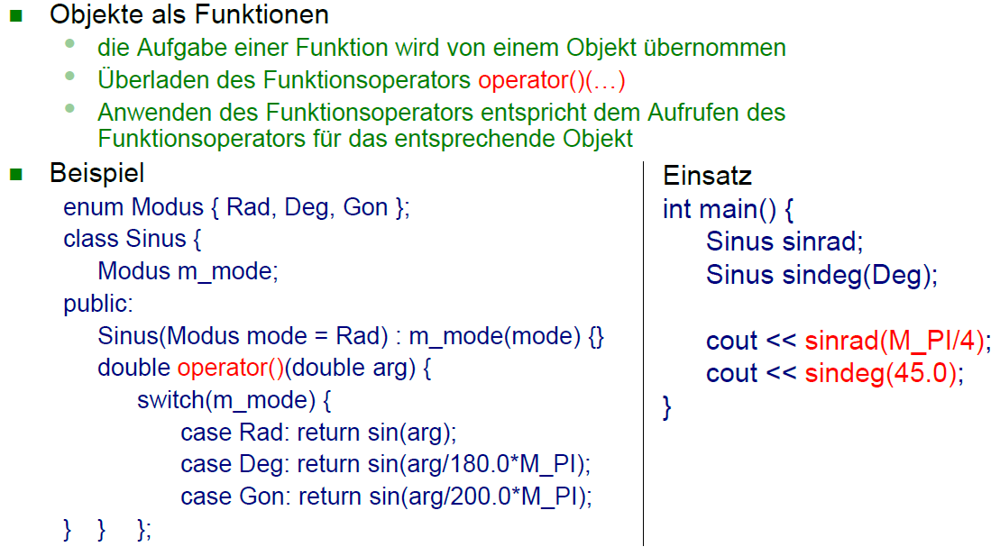 Objekte als Funktionen
die Aufgabe einer Funktion wird von einem Objekt übernommen
Überladen des Funktionsoperators operator()(…)
Anwenden des Funktionsoperators entspricht dem Aufrufen des
Funktionsoperators für das entsprechende Objekt
Beispiel
enum Modus { Rad, Deg, Gon };
class Sinus {
Modus m_mode;
public:
Sinus(Modus mode = Rad) : m_mode(mode) {}
double operator()(double arg) {
switch(m_mode) {
case Rad: return sin(arg);
case Deg: return sin(arg/180.0*M_PI);
case Gon: return sin(arg/200.0*M_PI);
} } };
Einsatz
int main() {
Sinus sinrad;
Sinus sindeg(Deg);
cout << sinrad(M_PI/4);
cout << sindeg(45.0);
}